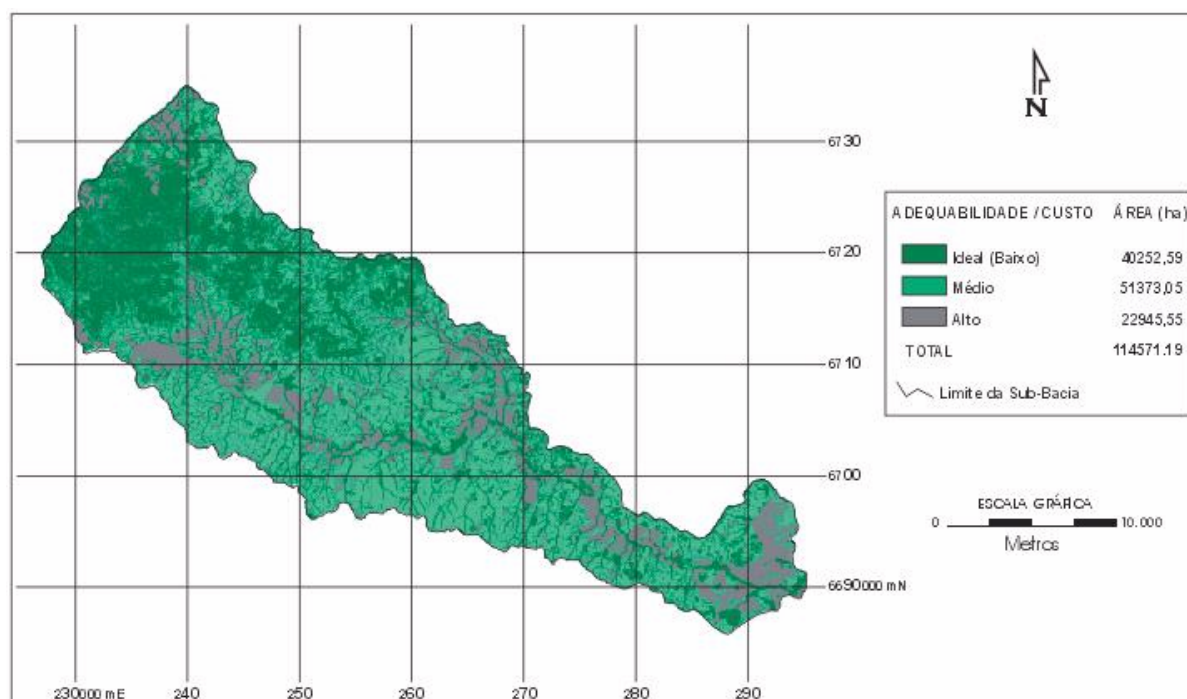 N
6730
6720
6710
6700
6690000 mN
230000 mE
240
250
260
270
280
290
ADEQUABILIDADE / CUSTO ÁREA (ha)
Ideal (Baixo) 40252,59
Médio 51373,05
Alto 22945,55
TOTAL 114571.19
Limite da Sub-Bacia
ESCALA GRÁFICA
0 10.000
Metros